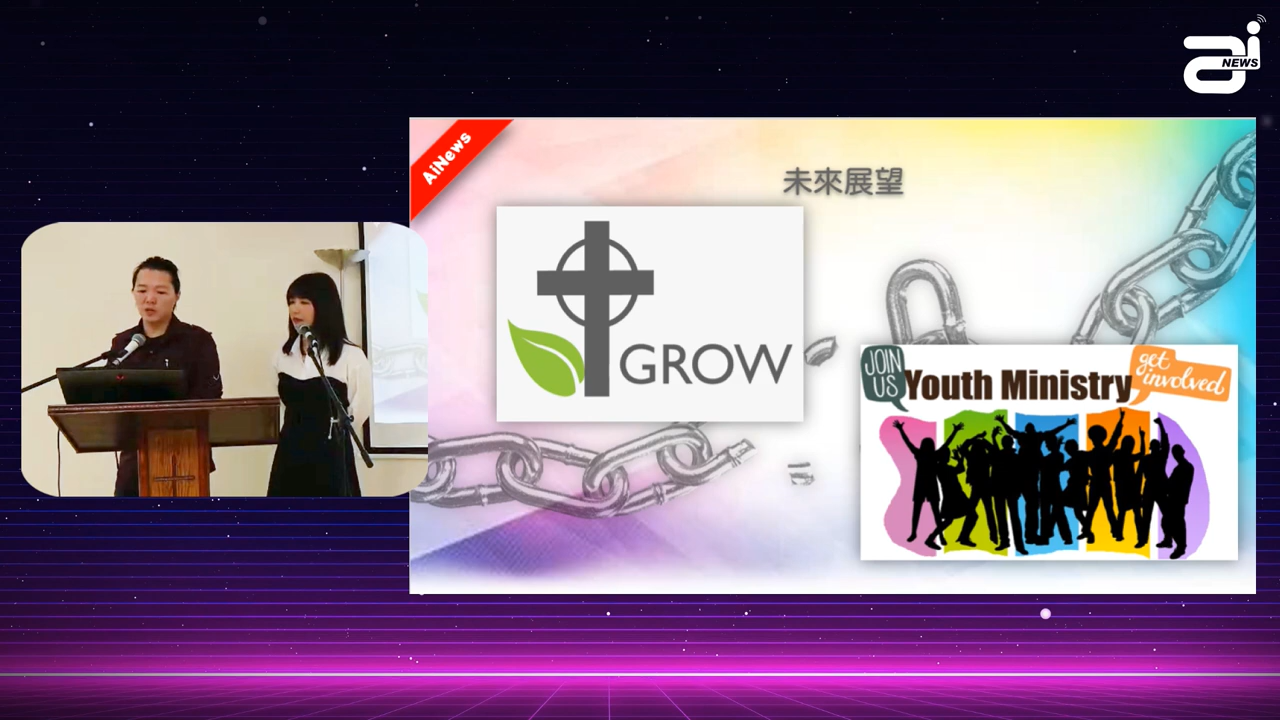 ai
NEWS
AiNews
未來展望
GROW
JOIN
US
Youth Ministry
get
involved